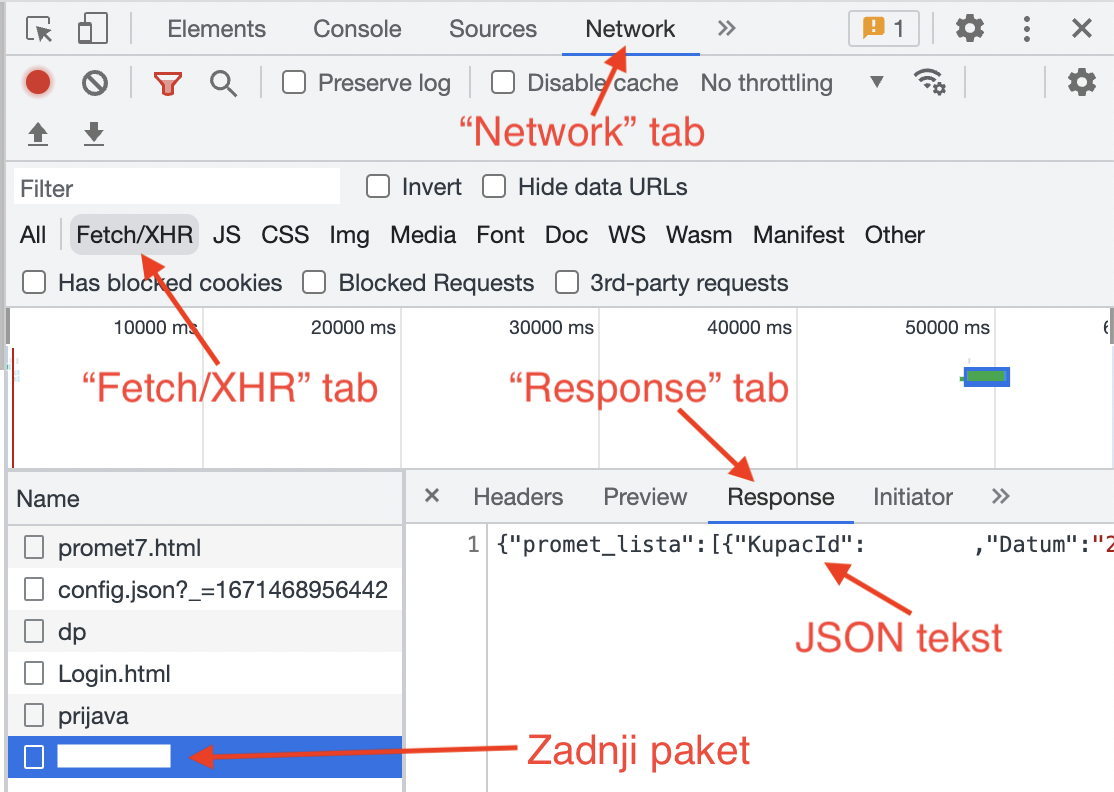 Elements Console Sources Network 1
Preserve log Disable cache No throttling
“Network” tab
Filter Invert Hide data URLs
All Fetch/XHR JS CSS Img Media Font Doc WS Wasm Manifest Other
Has blocked cookies Blocked Requests 3rd-party requests
10000 ms 20000 ms 30000 ms 40000 ms 50000 ms
“Fetch/XHR” tab “Response” tab
Name Headers Preview Response Initiator
1 {"promet_lista":[{"KupacId": ,"Datum":"2
promet7.html
config.json?_=1671468956442
dp
JSON tekst
Login.html
prijava
Zadnji paket